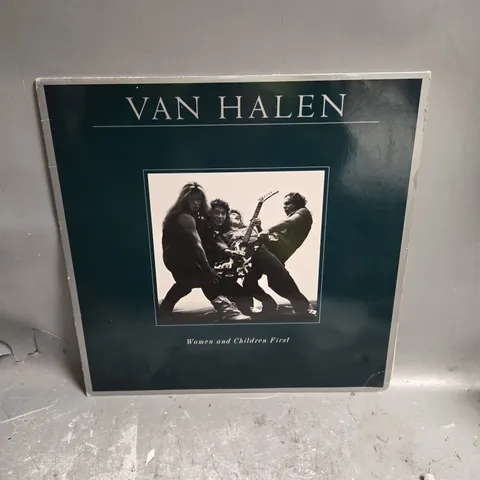 VAN HALEN
Women and Children First